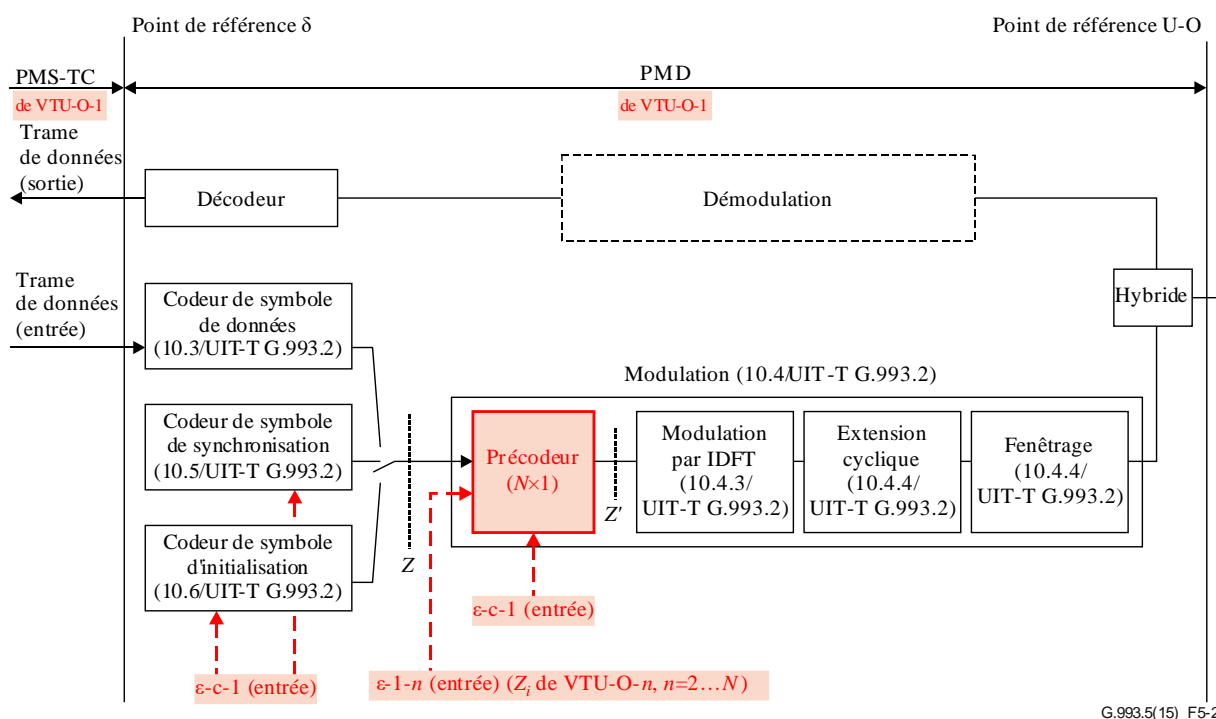 Point de référence δ
Point de référence U-O
PMS-TC
de VTU-O-1
PMD
de VTU-O-1
Trame
de données
(sortie)
Décodeur
Démodulation
Trame
de données
(entrée)
Codeur de symbole
de données
(10.3/UIT-T G.993.2)
Hybride
Modulation (10.4/UIT-T G.993.2)
Codeur de symbole
de synchronisation
(10.5/UIT-T G.993.2)
Précodeur
(N×1)
Modulation
par IDFT
(10.4.3/
UIT-T G.993.2)
Extension
cyclique
(10.4.4/
UIT-T G.993.2)
Fenêtrage
(10.4.4/
UIT-T G.993.2)
Z'
Z
Codeur de symbole
d'initialisation
(10.6/UIT-T G.993.2)
ε-c-1 (entrée)
ε-c-1 (entrée)
ε-1-n (entrée) (Zi de VTU-O-n, n=2…N)
G.993.5(15)_F5-2